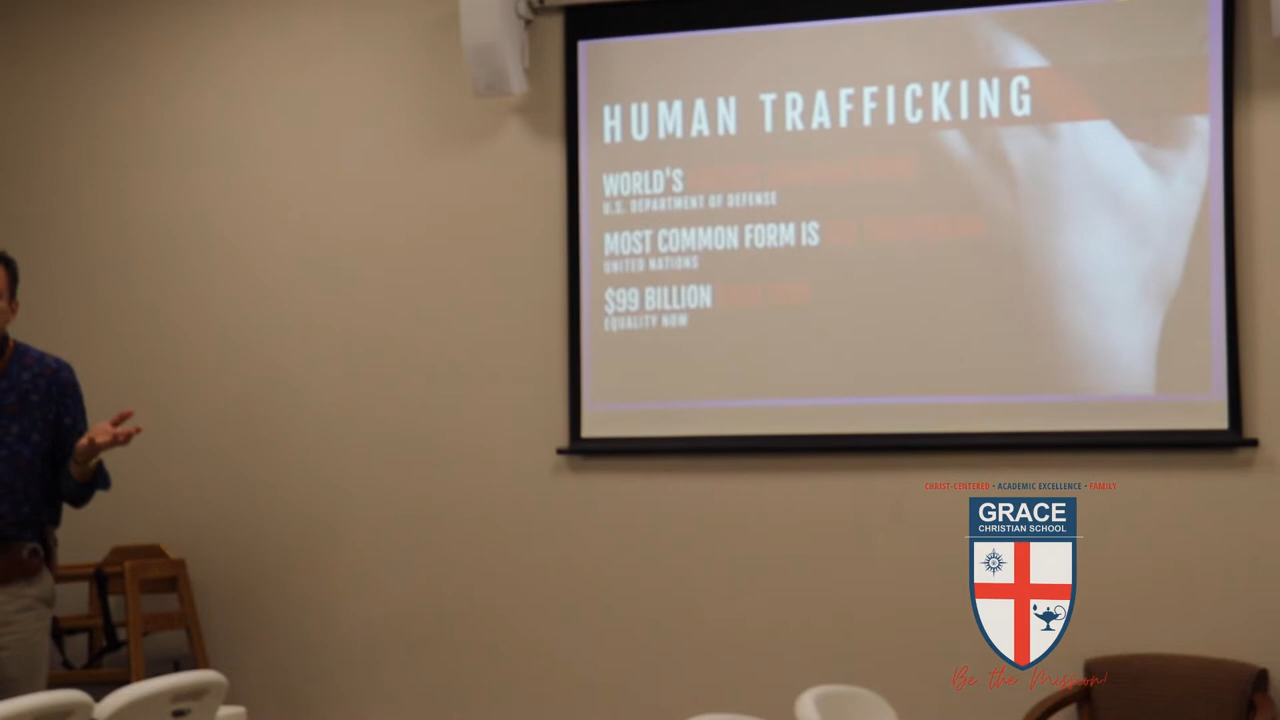 HUMAN TRAFFICKING
WORLD'S
U.S. DEPARTMENT OF DEFENSE
MOST COMMON FORM IS
UNITED NATIONS
$99 BILLION
EQUALITY NOW
CHRIST-CENTERED • ACADEMIC EXCELLENCE • FAMILY
GRACE
CHRISTIAN SCHOOL
Be the Mission!